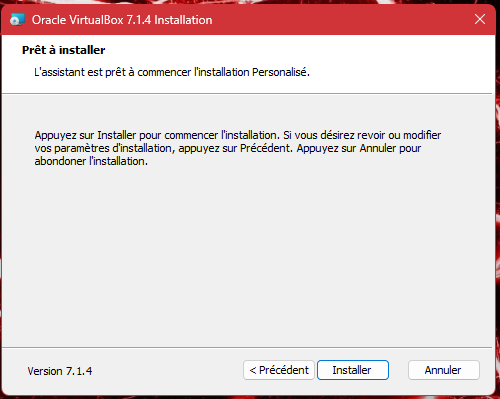 Oracle VirtualBox 7.1.4 Installation
Prêt à installer
L'assistant est prêt à commencer l'installation Personalisé.
Appuyez sur Installer pour commencer l'installation. Si vous désirez revoir ou modifier
vos paramètres d'installation, appuyez sur Précédent. Appuyez sur Annuler pour
abondoner l'installation.
Version 7.1.4
< Précédent
Installer
Annuler